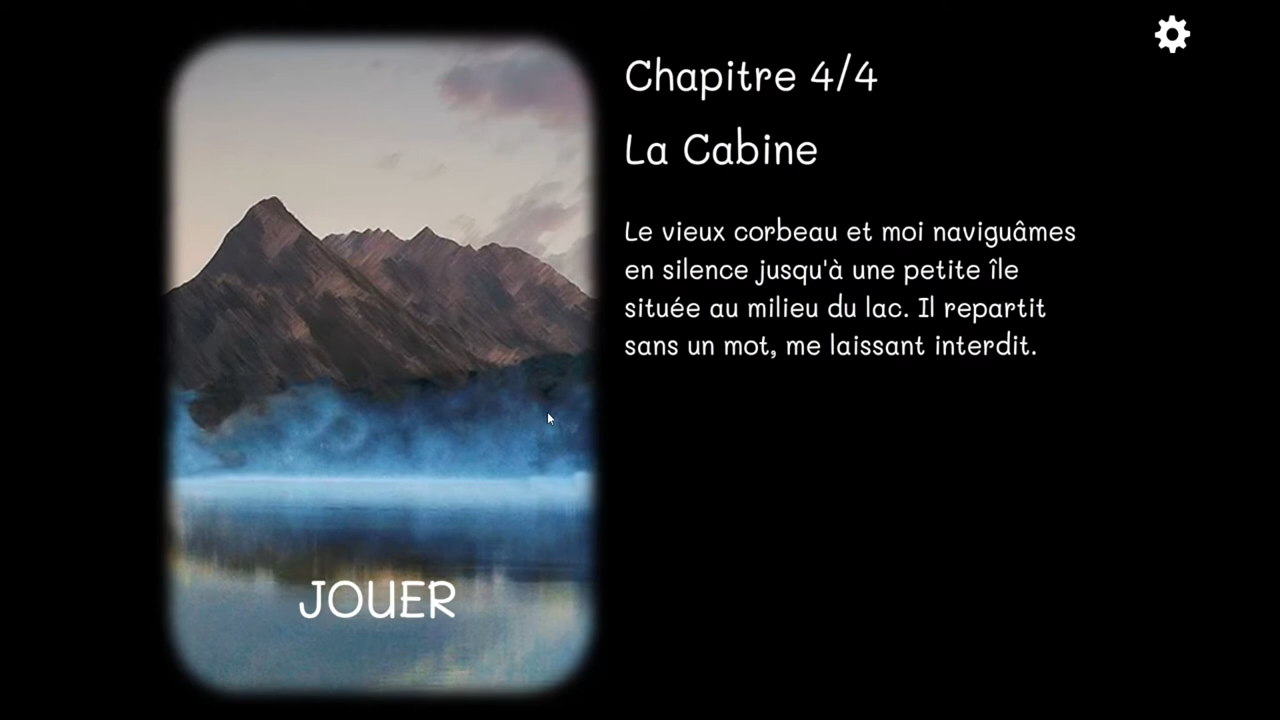 Chapitre 4/4
La Cabine
Le vieux corbeau et moi naviguâmes
en silence jusqu'à une petite île
située au milieu du lac. Il repartit
sans un mot, me laissant interdit.
JOUER